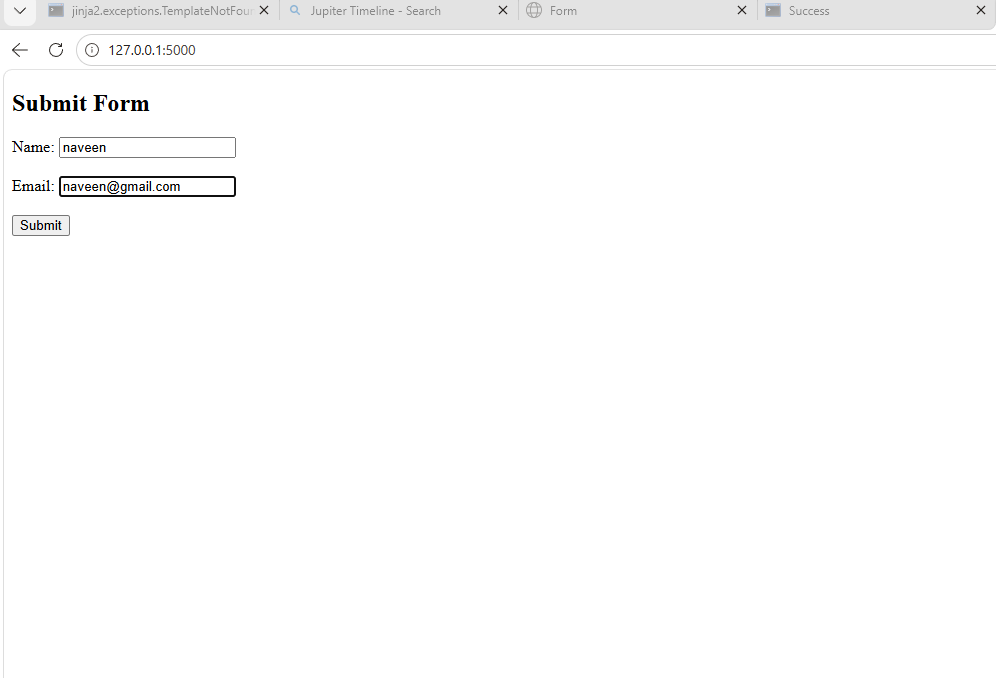 jinja2.exceptions.TemplateNotFou
Jupiter Timeline - Search
Form
Success
127.0.0.1:5000
Submit Form
Name: naveen
Email: naveen@gmail.com
Submit